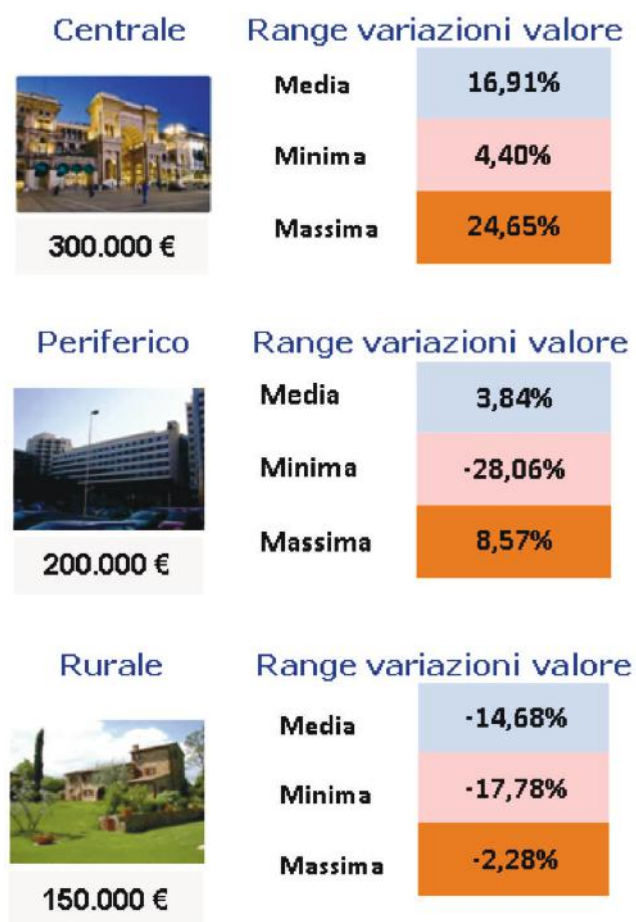 Centrale Range variazioni valore
Media 16,91%
Minima 4,40%
Massima 24,65%
300.000 €
Periferico Range variazioni valore
Media 3,84%
Minima -28,06%
Massima 8,57%
200.000 €
Rurale Range variazioni valore
Media -14,68%
Minima -17,78%
Massima -2,28%
150.000 €